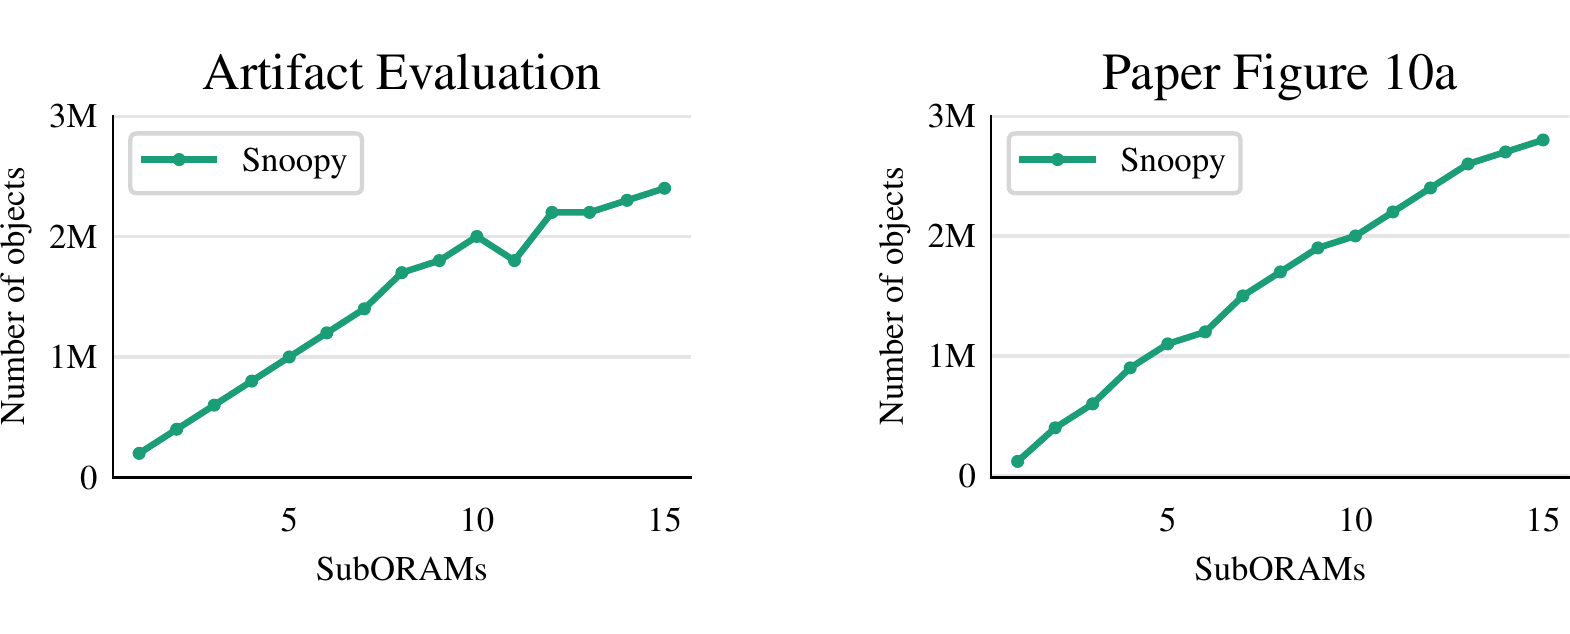 Artifact Evaluation
3M
Snoopy
2M
1M
0
Number of objects
5 10 15
SubORAMs
Paper Figure 10a
3M
Snoopy
2M
1M
0
Number of objects
5 10 15
SubORAMs